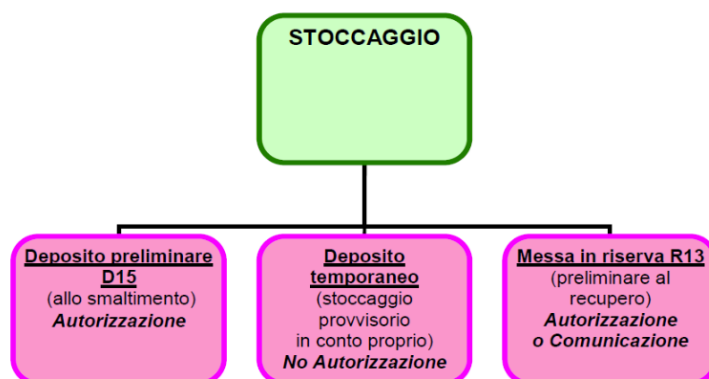 STOCCAGGIO
Deposito preliminare
D15
(allo smaltimento)
Autorizzazione
Deposito
temporaneo
(stoccaggio
provvisorio
in conto proprio)
No Autorizzazione
Messa in riserva R13
(preliminare al
recupero)
Autorizzazione
o Comunicazione